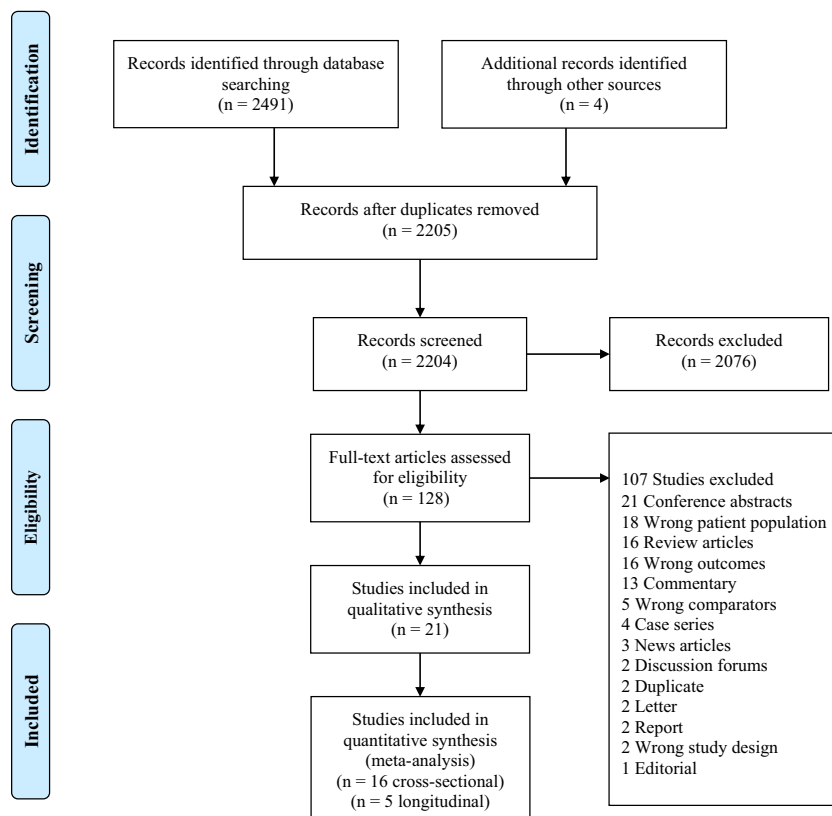 Identification
Records identified through database
searching
(n = 2491)
Additional records identified
through other sources
(n = 4)
Records after duplicates removed
(n = 2205)
Screening
Records screened
(n = 2204)
Records excluded
(n = 2076)
Eligibility
Full-text articles assessed
for eligibility
(n = 128)
107 Studies excluded
21 Conference abstracts
18 Wrong patient population
16 Review articles
16 Wrong outcomes
13 Commentary
5 Wrong comparators
4 Case series
3 News articles
2 Discussion forums
2 Duplicate
2 Letter
2 Report
2 Wrong study design
1 Editorial
Studies included in
qualitative synthesis
(n = 21)
Included
Studies included in
quantitative synthesis
(meta-analysis)
(n = 16 cross-sectional)
(n = 5 longitudinal)